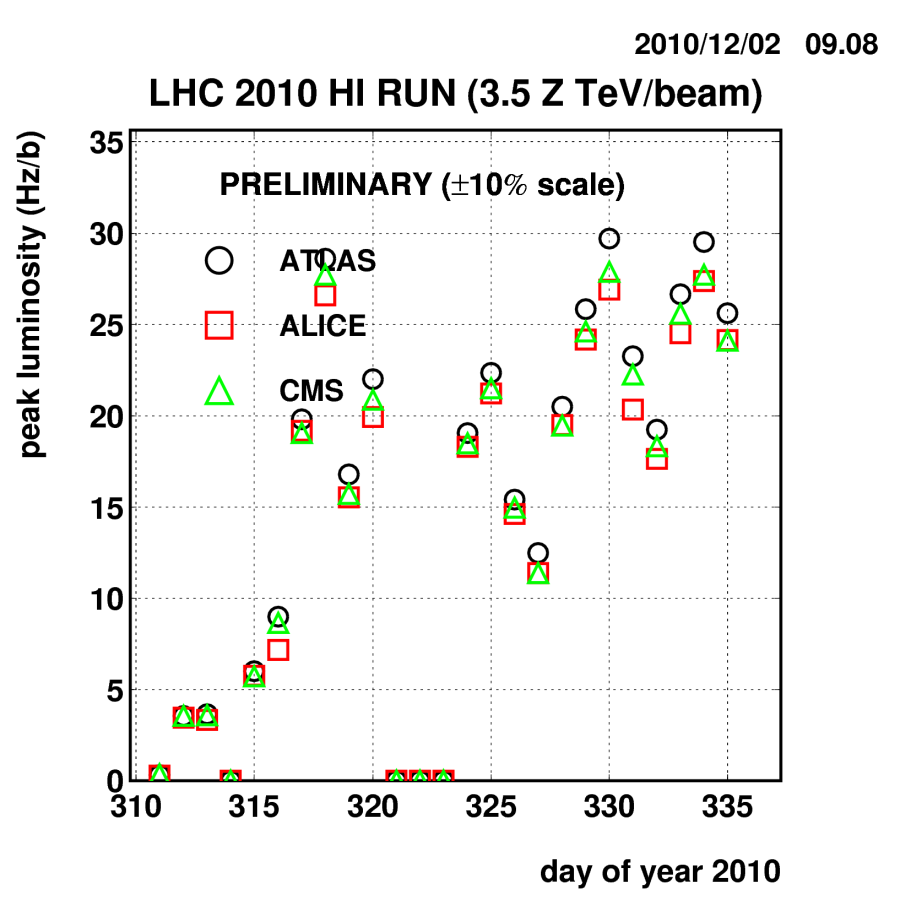 2010/12/02 09.08
LHC 2010 HI RUN (3.5 Z TeV/beam)
peak luminosity (Hz/b)
PRELIMINARY (±10% scale)
ATLAS
ALICE
CMS
35
30
25
20
15
10
5
0
310 315 320 325 330 335
day of year 2010